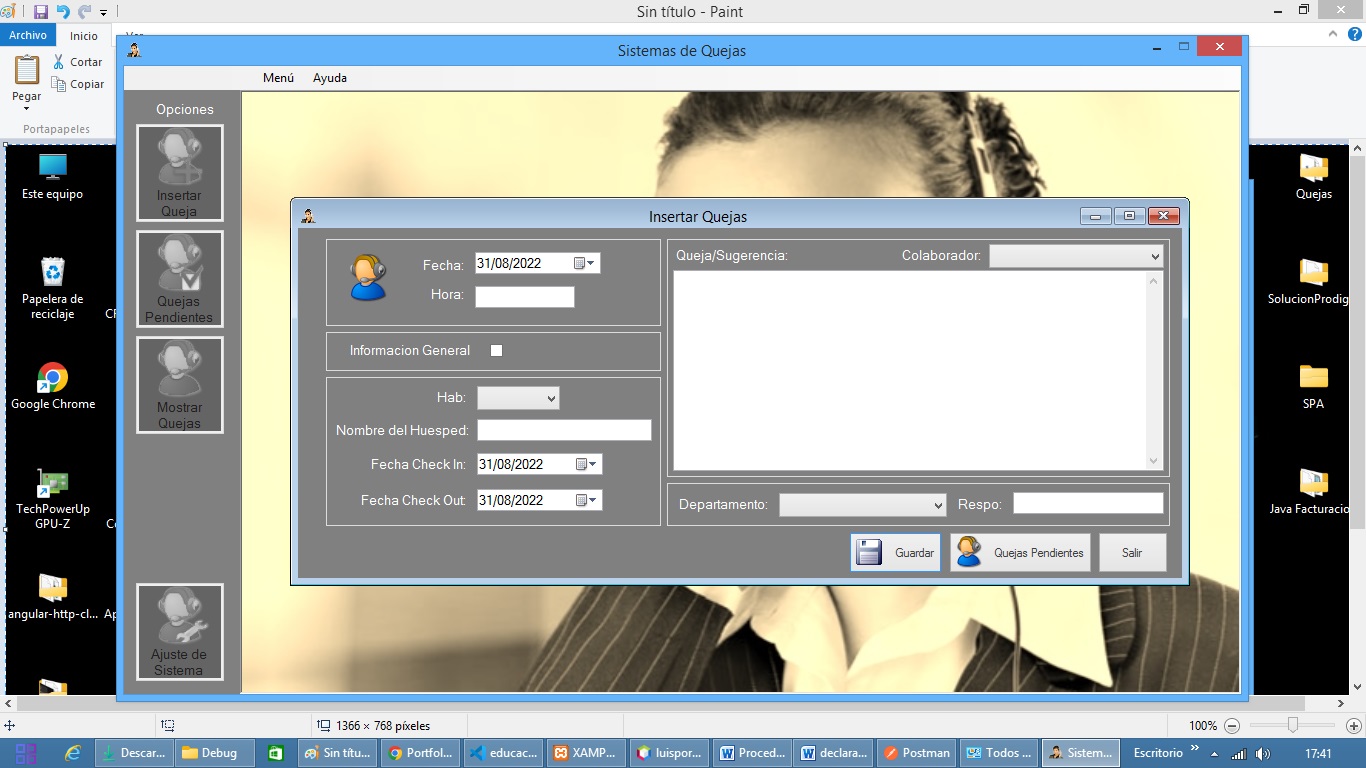 Sin título - Paint
Archivo
Inicio
Ver
Pegar
Cortar
Copiar
Portapapeles
Sistemas de Quejas
Menú
Ayuda
Opciones
Insertar
Queja
Quejas
Pendientes
Mostrar
Quejas
Ajuste de
Sistema
Este equipo
Papelera de
reciclaje
Google Chrome
TechPowerUp
GPU-Z
angular-http-cl...
Quejas
SolucionProdig
SPA
Java Facturacio
Insertar Quejas
Fecha:
31/08/2022
Hora:
Informacion General
Hab:
Nombre del Huesped:
Fecha Check In:
31/08/2022
Fecha Check Out:
31/08/2022
Queja/Sugerencia:
Colaborador:
Departamento:
Respo:
Guardar
Quejas Pendientes
Salir
1366 × 768 píxeles
100%
Descar...
Debug
Sin títu...
Portfol...
educac...
XAMP...
luispor...
Proced...
declara...
Postman
Todos ...
Sistem...
Escritorio
17:41